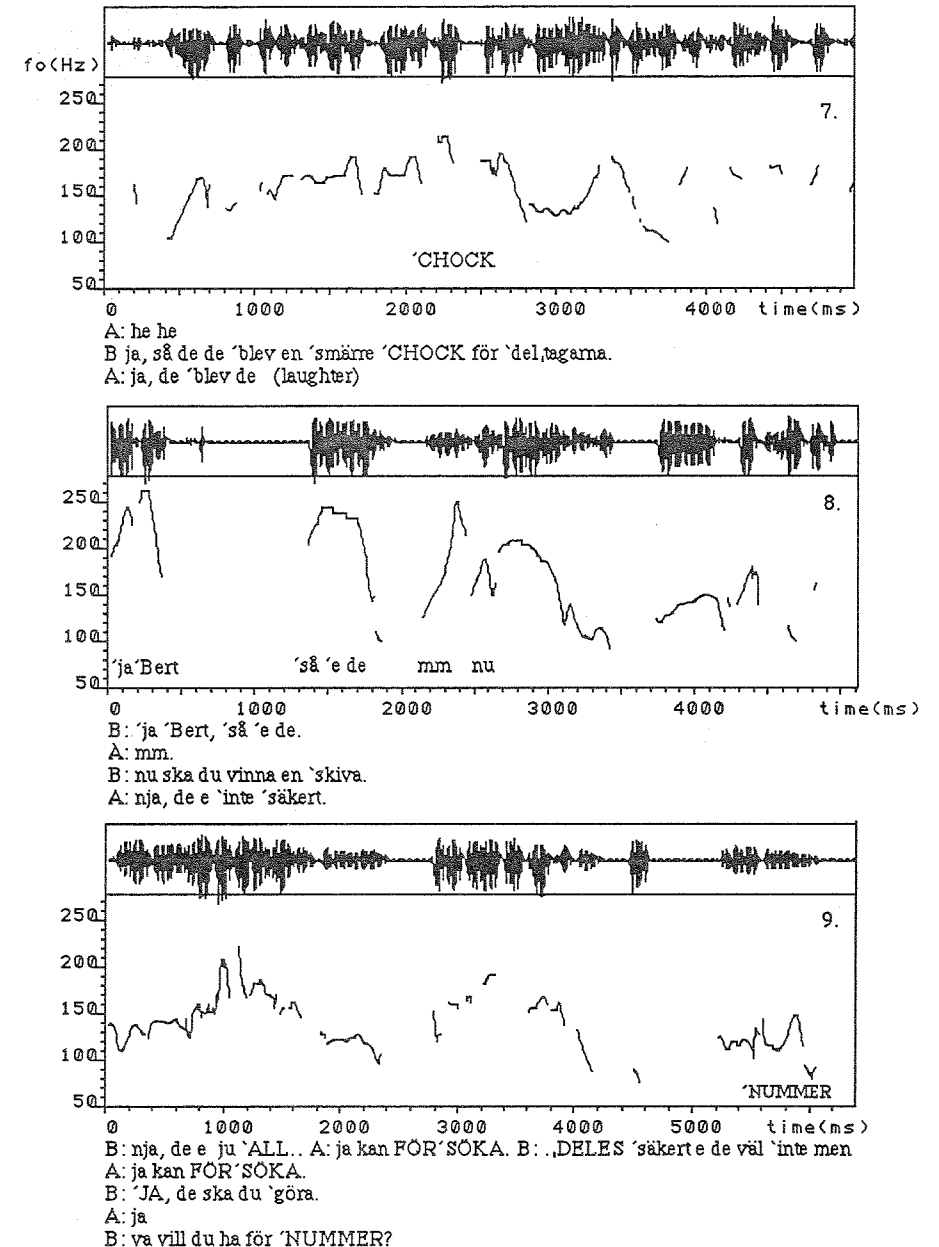 fo(Hz)
250
200
150
100
50
7.
´CHOCK
0 1000 2000 3000 4000 time(ms)
A: he he
B ja, så de de ´blev en ´smärre ´CHOCK för `del,tagarna.
A: ja, de ´blev de (laughter)
250
200
150
100
50
8.
´ja´Bert ´så ´e de mm nu
0 1000 2000 3000 4000 time(ms)
B: ´ja ´Bert, ´så ´e de.
A: mm.
B: nu ska du vinna en `skiva.
A: nja, de e `inte ´säkert.
250
200
150
100
50
9.
´NUMMER
0 1000 2000 3000 4000 5000 time(ms)
B: nja, de e ju `ALL.. A: ja kan FÖR´SÖKA. B: .,DELES ´säkert e de väl `inte men
A: ja kan FÖR´SÖKA.
B: ´JA, de ska du `göra.
A: ja
B: va vill du ha för ´NUMMER?